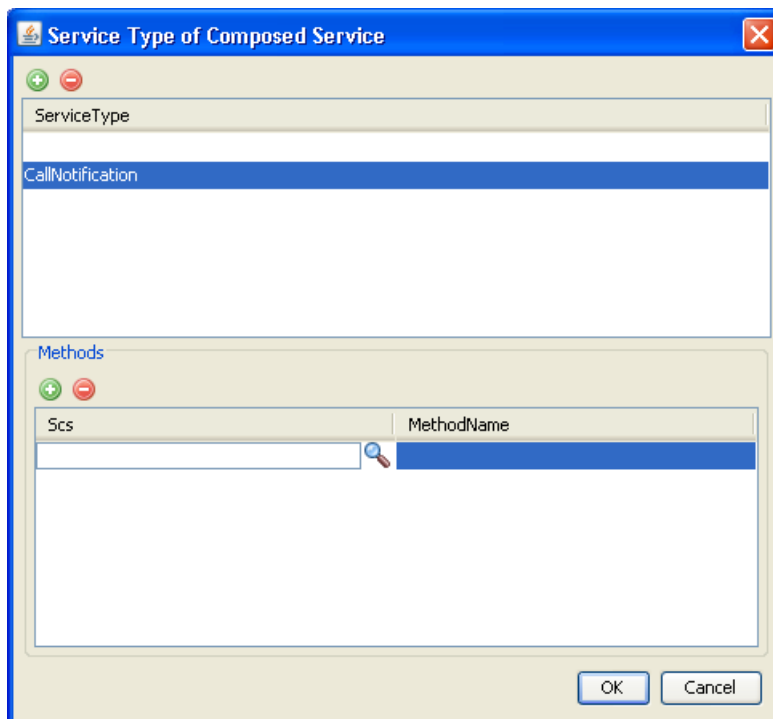 Service Type of Composed Service
ServiceType
CallNotification
Methods
Scs MethodName
OK Cancel